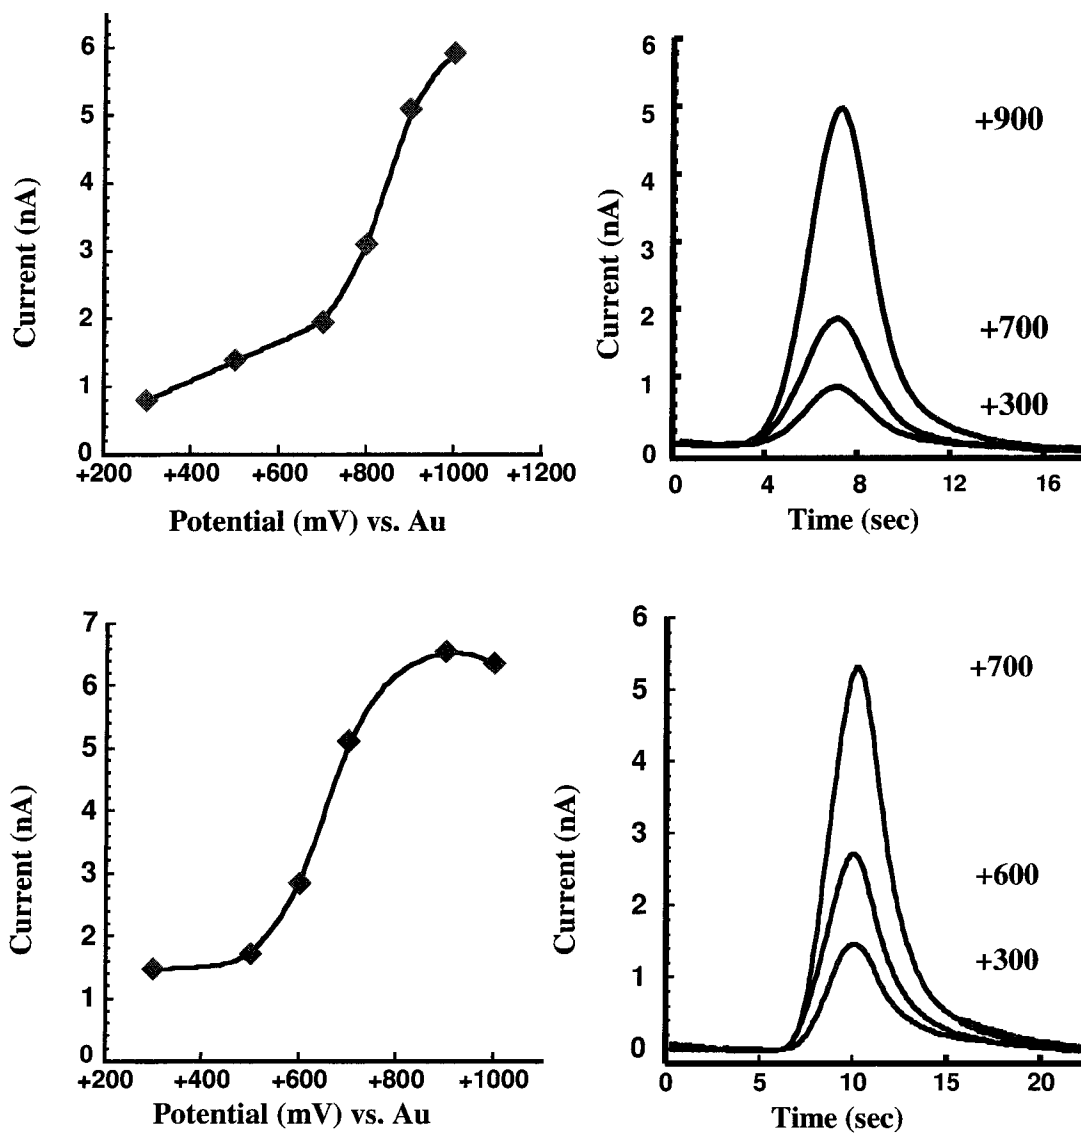 6
5
4
3
2
1
0
Current (nA)
+200 +400 +600 +800 +1000 +1200
Potential (mV) vs. Au
6
5
4
3
2
1
0
Current (nA)
+900
+700
+300
0 4 8 12 16
Time (sec)
7
6
5
4
3
2
1
0
Current (nA)
+200 +400 +600 +800 +1000
Potential (mV) vs. Au
6
5
4
3
2
1
0
Current (nA)
+700
+600
+300
0 5 10 15 20
Time (sec)